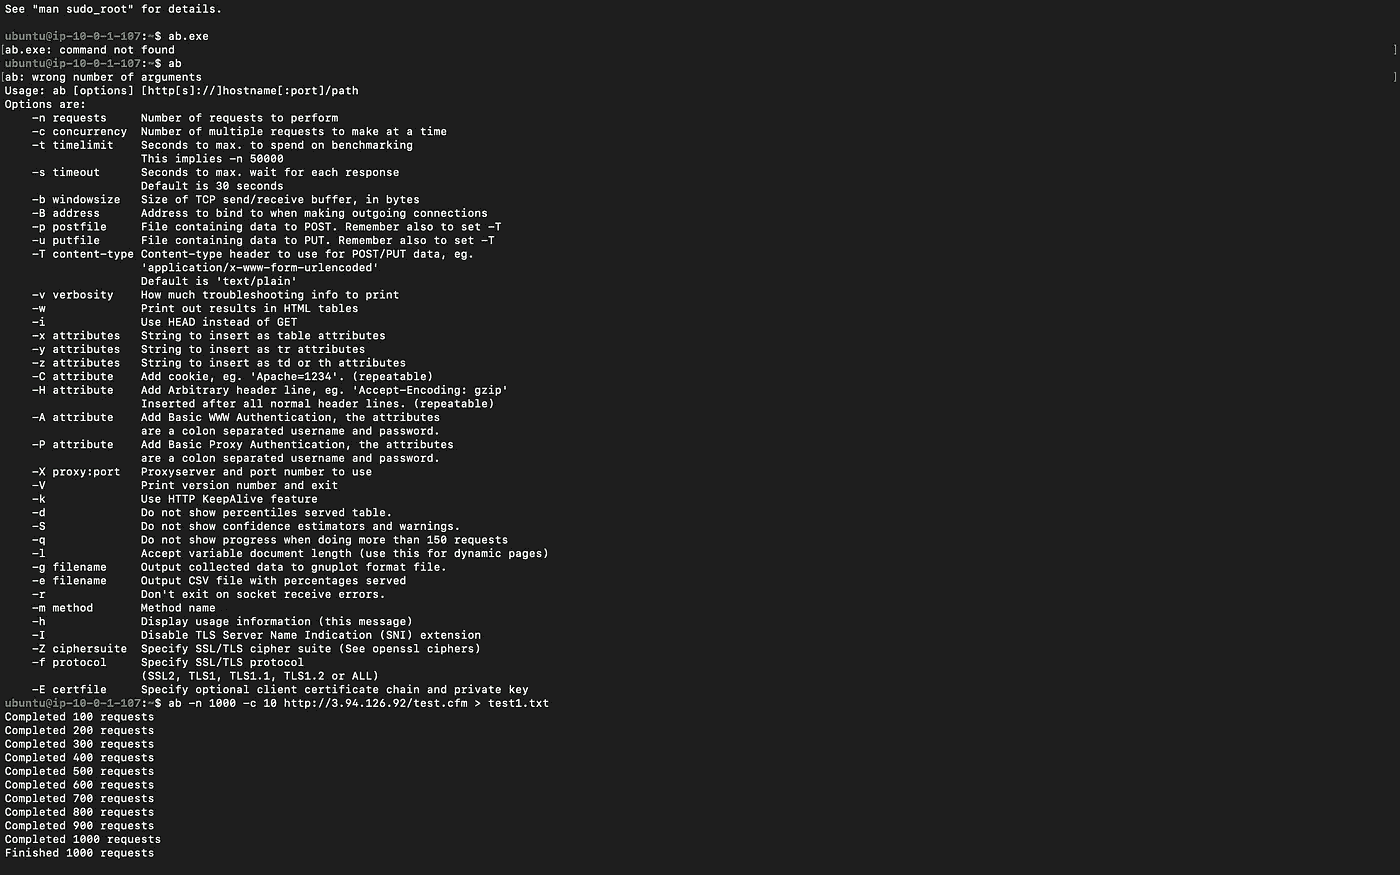 See "man sudo_root" for details.
ubuntu@ip-10-0-1-107:~$ ab.exe
[ab.exe: command not found ]
ubuntu@ip-10-0-1-107:~$ ab
[ab: wrong number of arguments ]
Usage: ab [options] [http[s]://]hostname[:port]/path
Options are:
    -n requests     Number of requests to perform
    -c concurrency  Number of multiple requests to make at a time
    -t timelimit    Seconds to max. to spend on benchmarking
                    This implies -n 50000
    -s timeout      Seconds to max. wait for each response
                    Default is 30 seconds
    -b windowsize   Size of TCP send/receive buffer, in bytes
    -B address      Address to bind to when making outgoing connections
    -p postfile     File containing data to POST. Remember also to set -T
    -u putfile      File containing data to PUT. Remember also to set -T
    -T content-type Content-type header to use for POST/PUT data, eg.
                    'application/x-www-form-urlencoded'
                    Default is 'text/plain'
    -v verbosity    How much troubleshooting info to print
    -w              Print out results in HTML tables
    -i              Use HEAD instead of GET
    -x attributes   String to insert as table attributes
    -y attributes   String to insert as tr attributes
    -z attributes   String to insert as td or th attributes
    -C attribute    Add cookie, eg. 'Apache=1234'. (repeatable)
    -H attribute    Add Arbitrary header line, eg. 'Accept-Encoding: gzip'
                    Inserted after all normal header lines. (repeatable)
    -A attribute    Add Basic WWW Authentication, the attributes
                    are a colon separated username and password.
    -P attribute    Add Basic Proxy Authentication, the attributes
                    are a colon separated username and password.
    -X proxy:port   Proxyserver and port number to use
    -V              Print version number and exit
    -k              Use HTTP KeepAlive feature
    -d              Do not show percentiles served table.
    -S              Do not show confidence estimators and warnings.
    -q              Do not show progress when doing more than 150 requests
    -l              Accept variable document length (use this for dynamic pages)
    -g filename     Output collected data to gnuplot format file.
    -e filename     Output CSV file with percentages served
    -r              Don't exit on socket receive errors.
    -m method       Method name
    -h              Display usage information (this message)
    -I              Disable TLS Server Name Indication (SNI) extension
    -Z ciphersuite  Specify SSL/TLS cipher suite (See openssl ciphers)
    -f protocol     Specify SSL/TLS protocol
                    (SSL2, TLS1, TLS1.1, TLS1.2 or ALL)
    -E certfile     Specify optional client certificate chain and private key
ubuntu@ip-10-0-1-107:~$ ab -n 1000 -c 10 http://3.94.126.92/test.cfm > test1.txt
Completed 100 requests
Completed 200 requests
Completed 300 requests
Completed 400 requests
Completed 500 requests
Completed 600 requests
Completed 700 requests
Completed 800 requests
Completed 900 requests
Completed 1000 requests
Finished 1000 requests